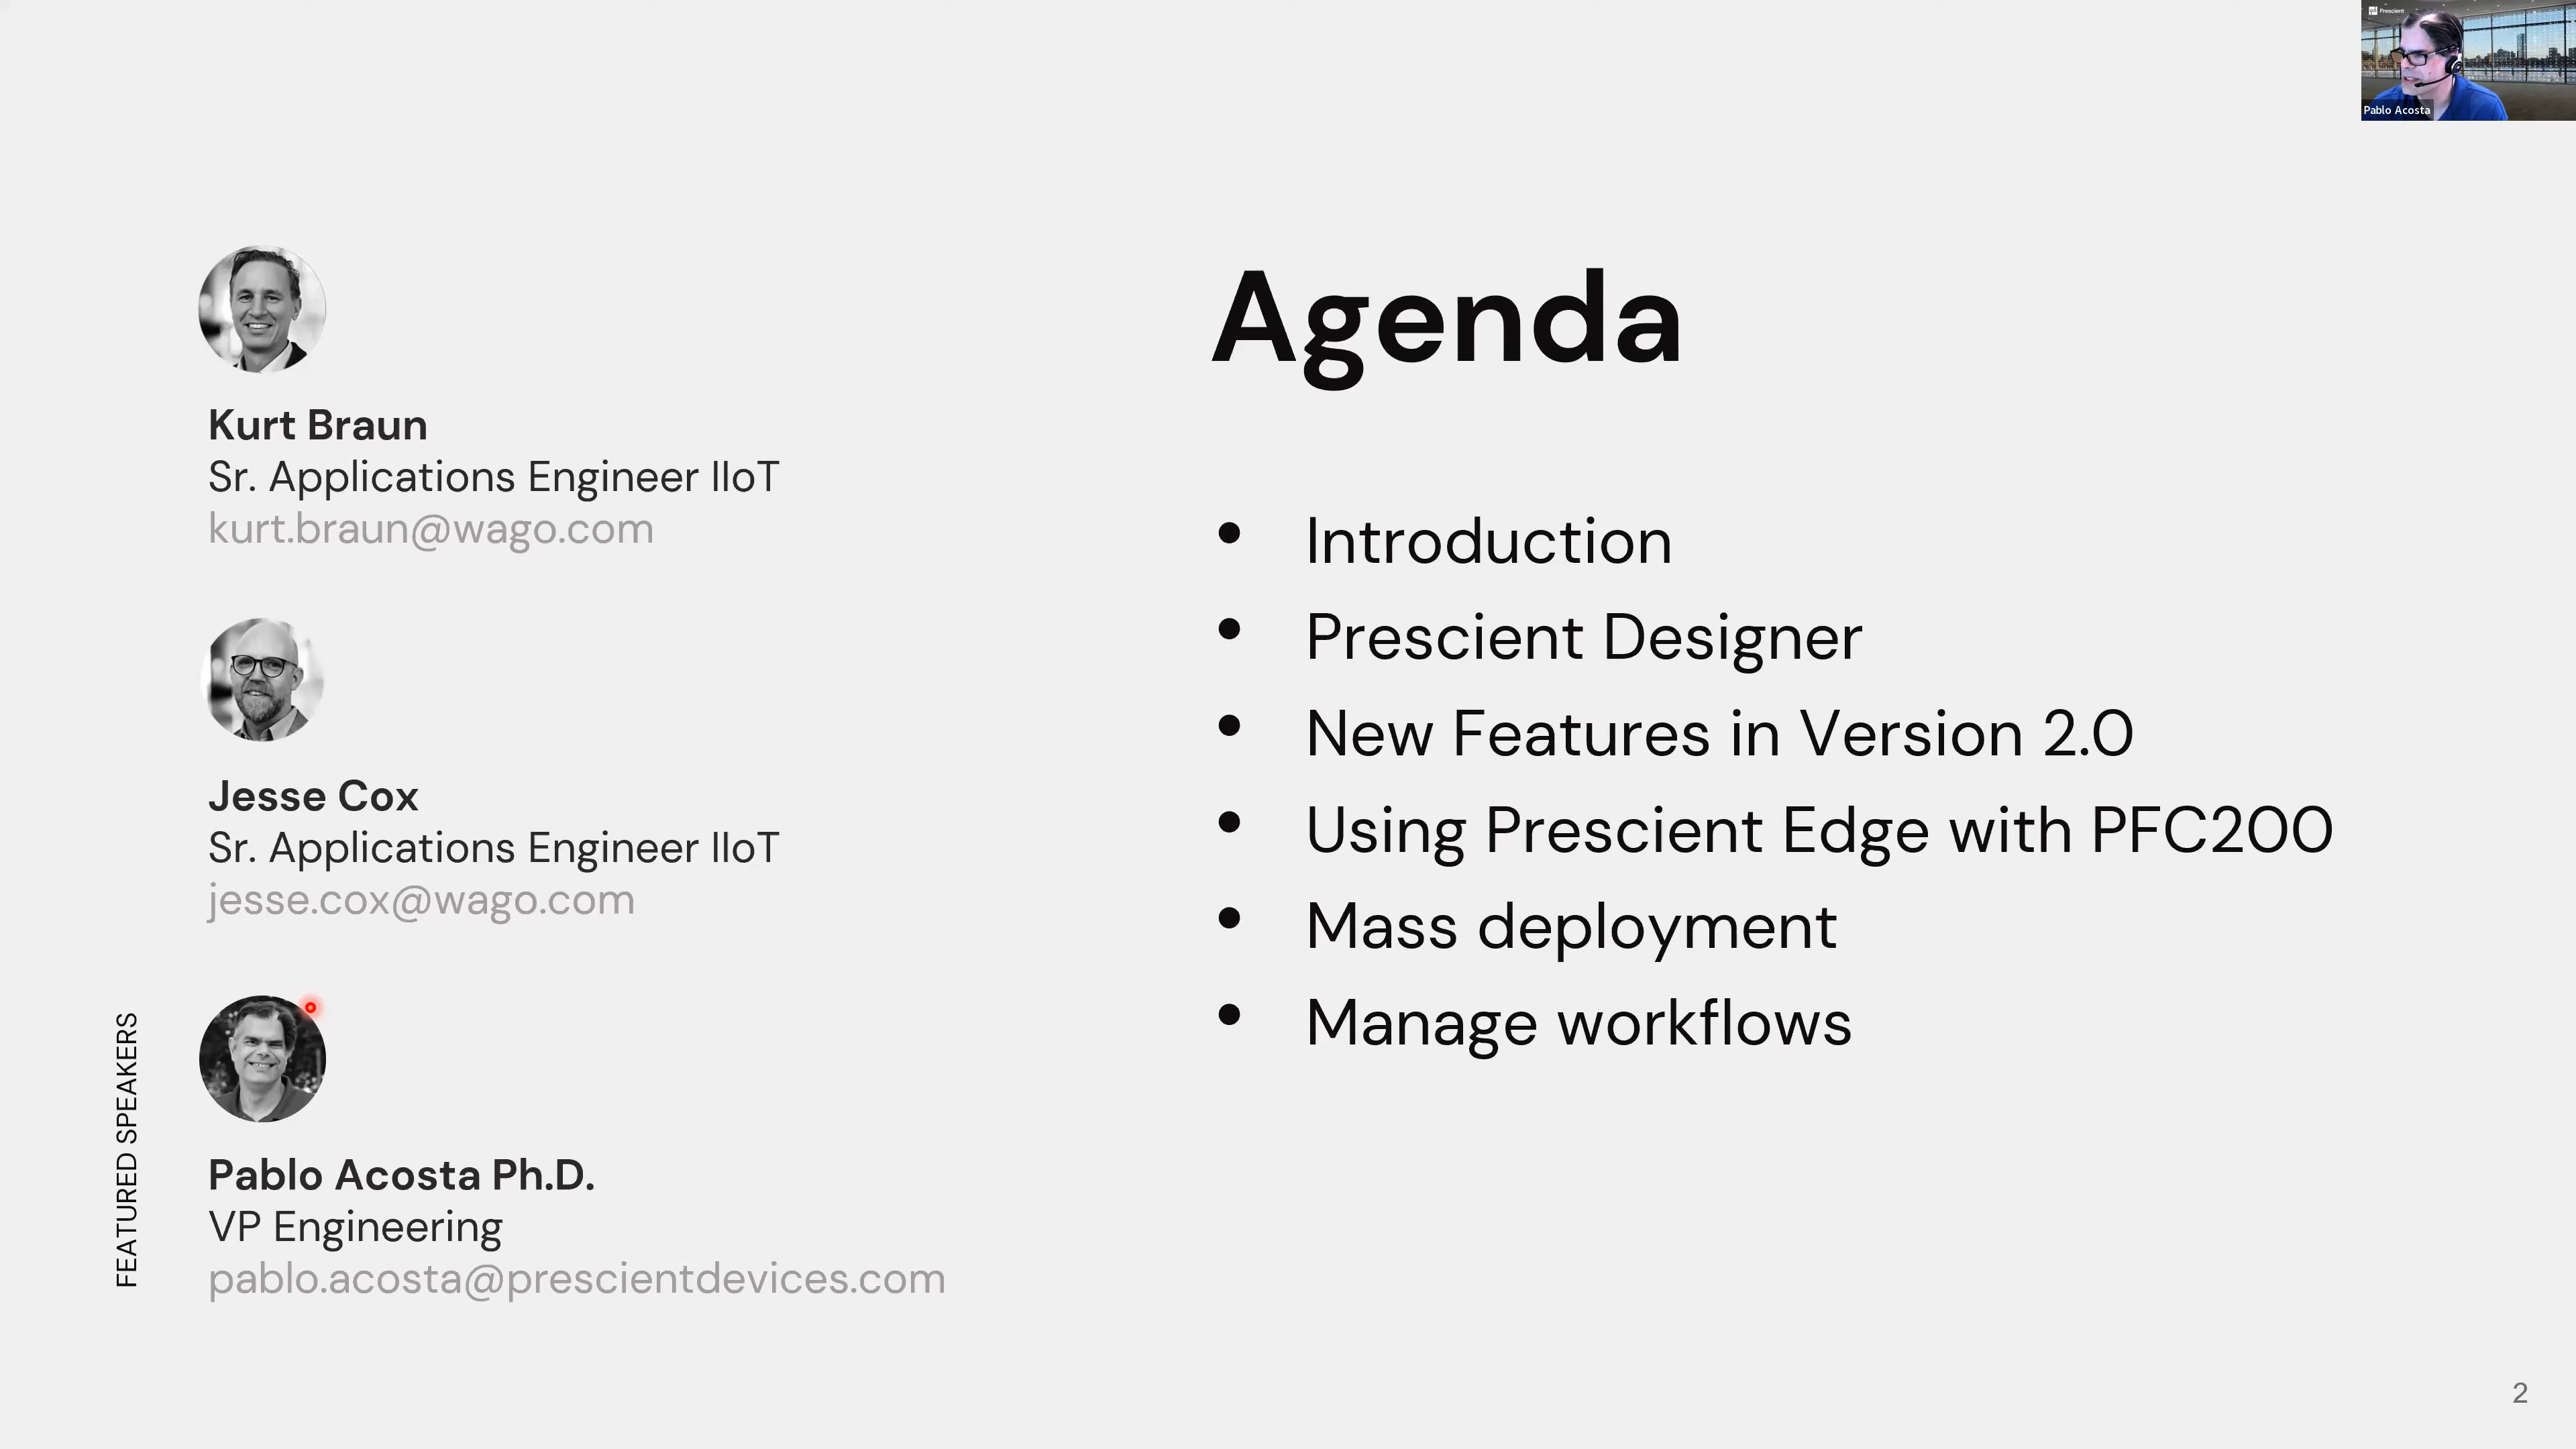 Prescient
Pablo Acosta
Kurt Braun
Sr. Applications Engineer IIoT
kurt.braun@wago.com
Jesse Cox
Sr. Applications Engineer IIoT
jesse.cox@wago.com
FEATURED SPEAKERS
Pablo Acosta Ph.D.
VP Engineering
pablo.acosta@prescientdevices.com
Agenda
• Introduction
• Prescient Designer
• New Features in Version 2.0
• Using Prescient Edge with PFC200
• Mass deployment
• Manage workflows
2